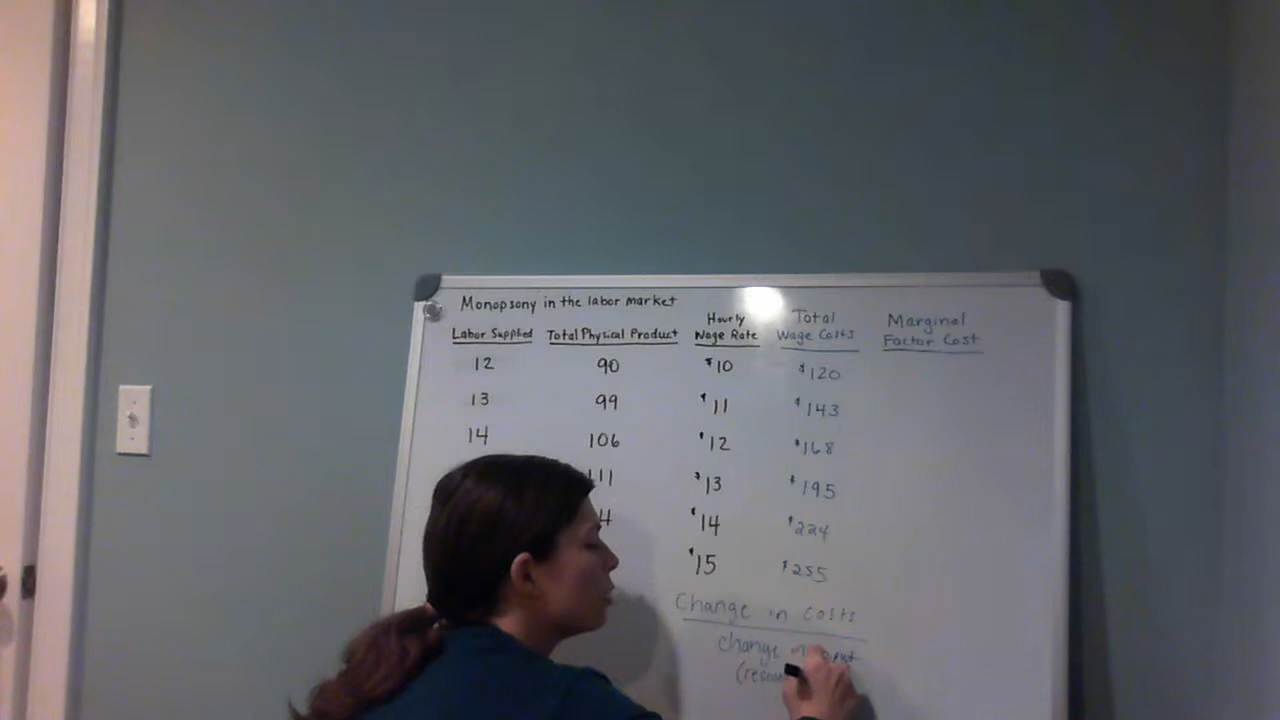 Monopsony in the labor market
Labor Supplied Total Physical Product Hourly Wage Rate Total Wage Costs Marginal Factor Cost
12 90 $10 $120
13 99 $11 $143
14 106 $12 $168
111 $13 $195
4 $14 $224
$15 $255
Change in costs
change